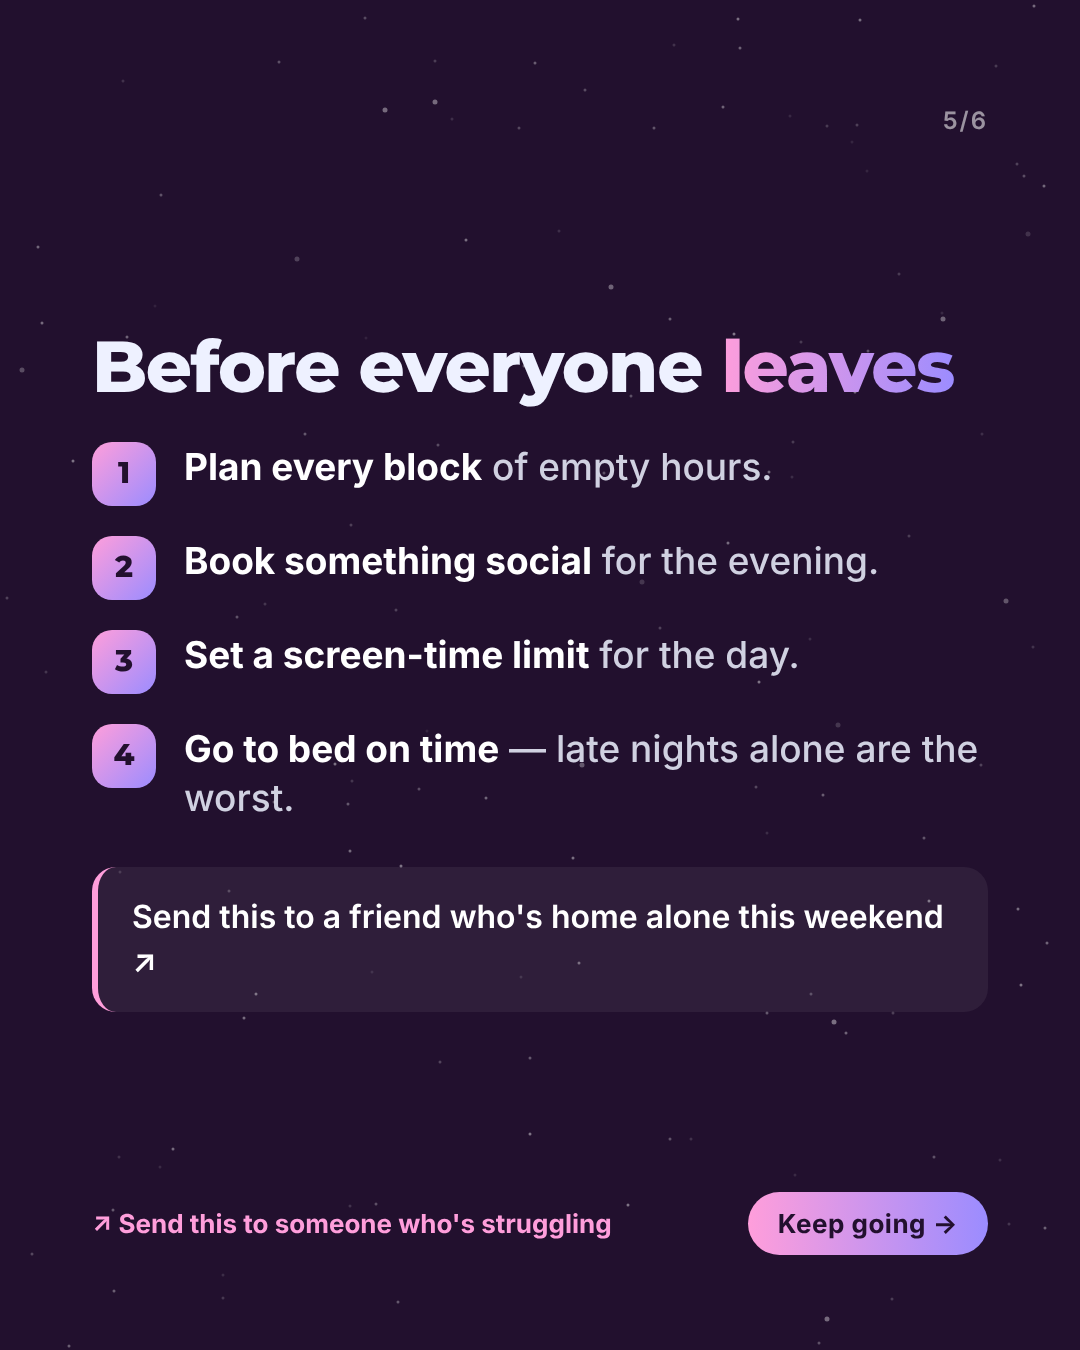 5/6
Before everyone leaves
1 Plan every block of empty hours.
2 Book something social for the evening.
3 Set a screen-time limit for the day.
4 Go to bed on time — late nights alone are the
worst.
Send this to a friend who's home alone this weekend
↗
↗ Send this to someone who's struggling
Keep going →